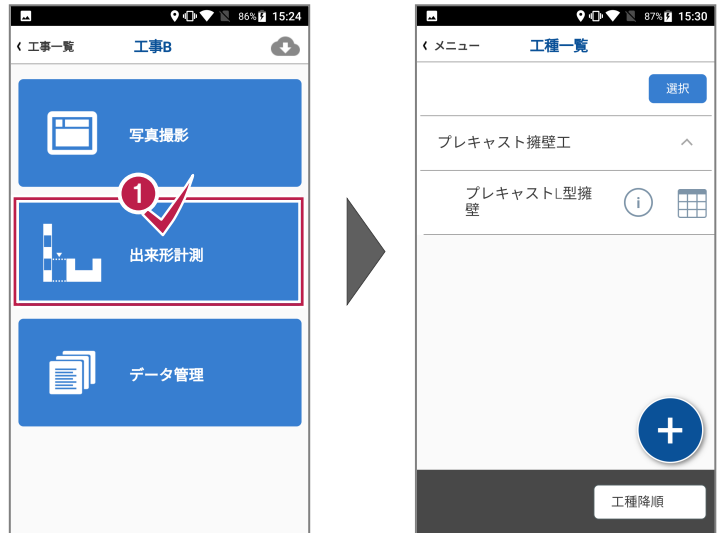 86% 15:24
工事一覧 工事B
写真撮影
1
出来形計測
データ管理
87% 15:30
メニュー 工種一覧
選択
プレキャスト擁壁工
プレキャストL型擁
壁
i
+
工種降順